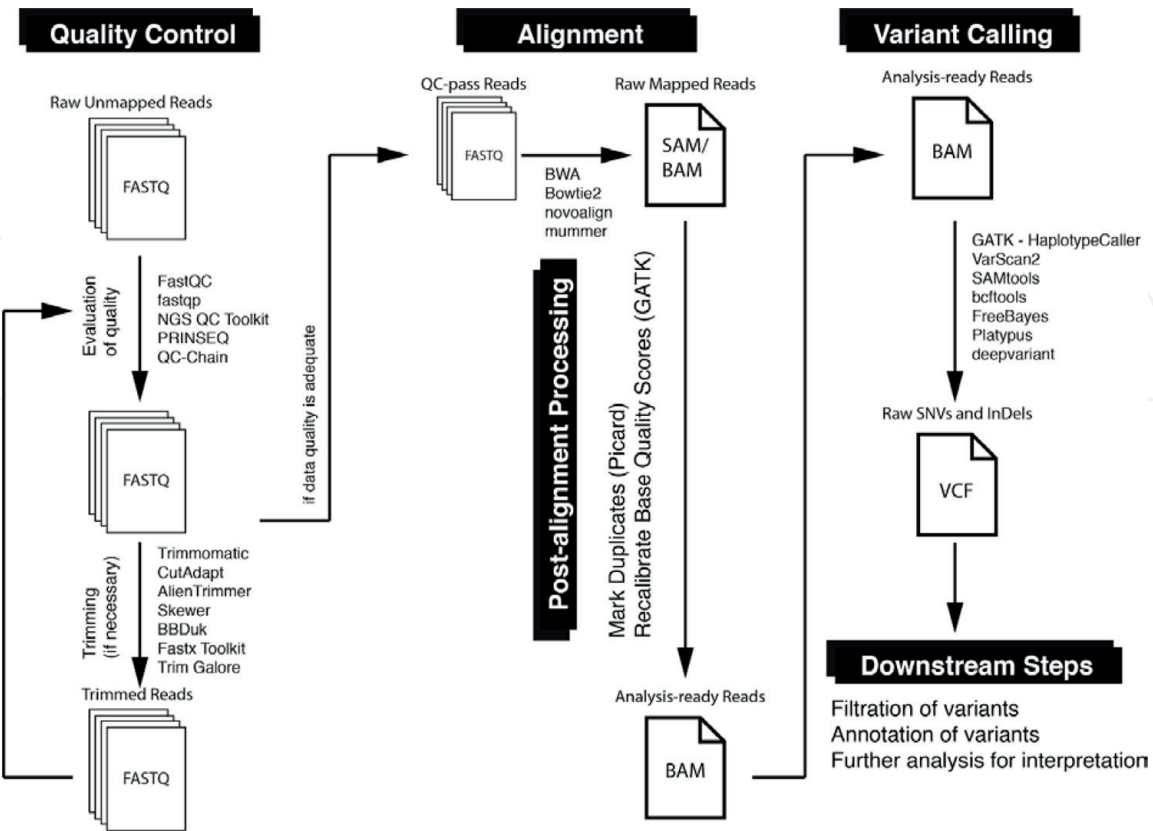 Quality Control
Raw Unmapped Reads
FASTQ
Evaluation
of quality
FastQC
fastqp
NGS QC Toolkit
PRINSEQ
QC-Chain
FASTQ
if data quality is adequate
Trimming
(if necessary)
Trimmomatic
CutAdapt
AlienTrimmer
Skewer
BBDuk
Fastx Toolkit
Trim Galore
Trimmed Reads
FASTQ
Alignment
QC-pass Reads
FASTQ
BWA
Bowtie2
novoalign
mummer
Raw Mapped Reads
SAM/
BAM
Post-alignment Processing
Mark Duplicates (Picard)
Recalibrate Base Quality Scores (GATK)
Analysis-ready Reads
BAM
Variant Calling
Analysis-ready Reads
BAM
GATK - HaplotypeCaller
VarScan2
SAMtools
bcftools
FreeBayes
Platypus
deepvariant
Raw SNVs and InDels
VCF
Downstream Steps
Filtration of variants
Annotation of variants
Further analysis for interpretation